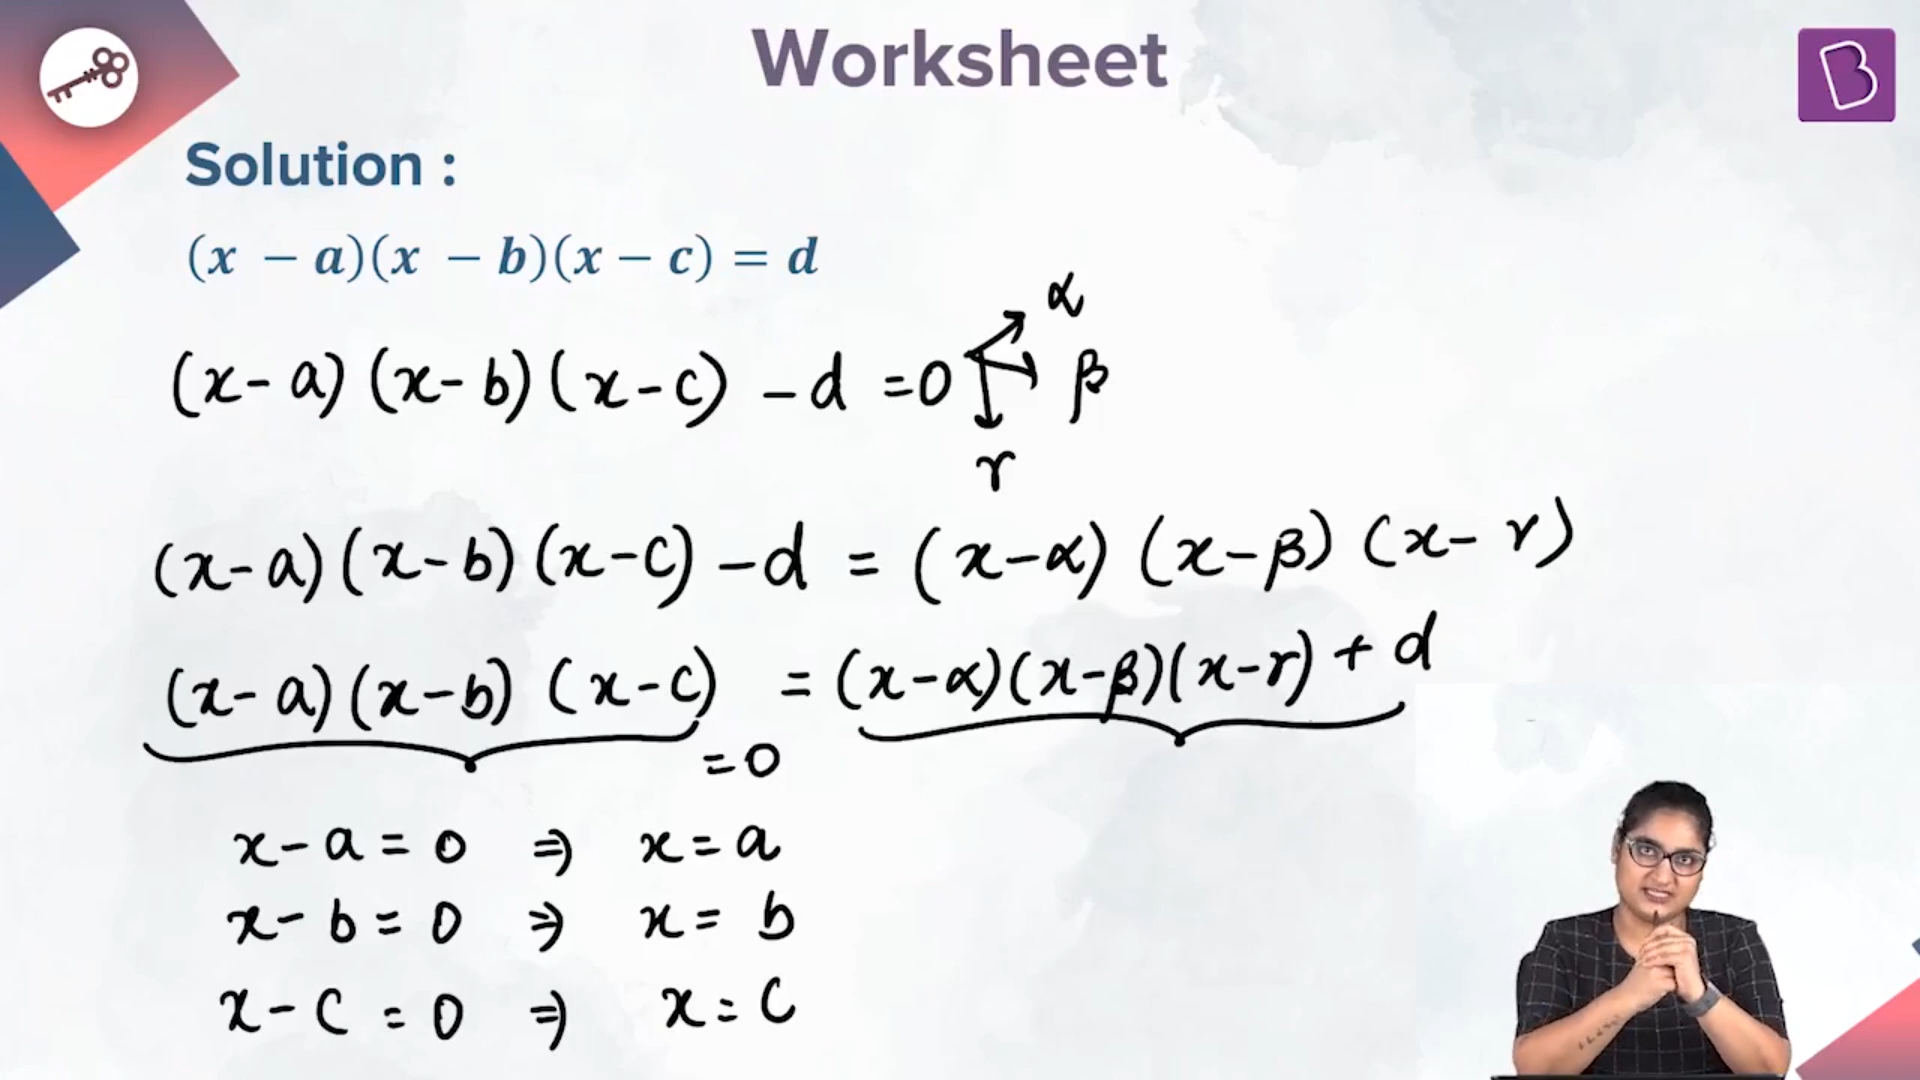 Worksheet
B
Solution :
(x − a)(x − b)(x − c) = d
(x-a) (x-b) (x-c) -d =0
α
β
γ
(x-a)(x-b)(x-c)-d = (x-α) (x-β) (x-γ)
(x-a)(x-b) (x-c) = (x-α)(x-β)(x-γ)+d
=0
x-a=0 ⇒ x=a
x-b=0 ⇒ x=b
x-c=0 ⇒ x=c